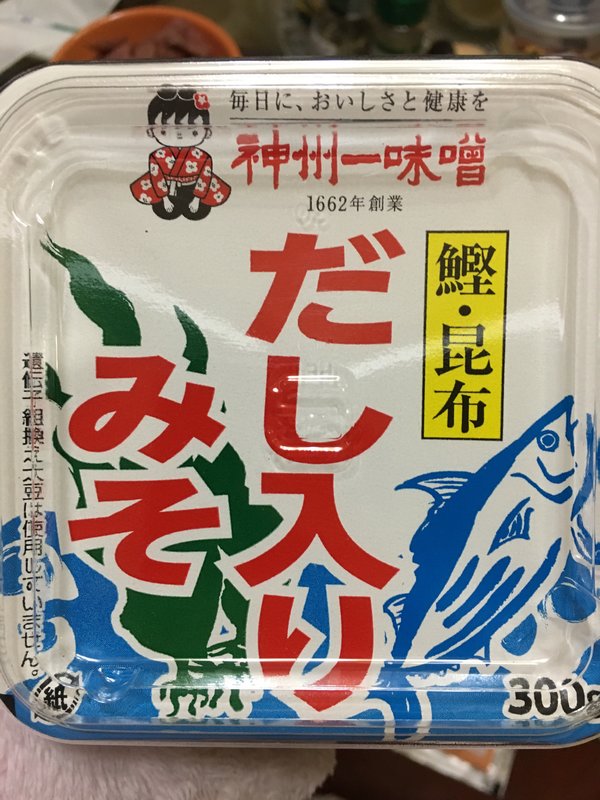 毎日に、おいしさと健康を
神州一味噌
1662年創業
鰹・昆布
だし入り
みそ
遺伝子組換え大豆は使用していません。
紙
300g